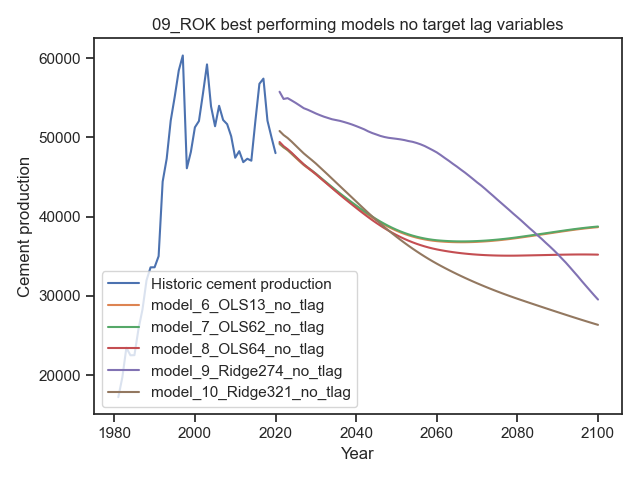 09_ROK best performing models no target lag variables
60000
50000
40000
30000
20000
Cement production
Historic cement production
model_6_OLS13_no_tlag
model_7_OLS62_no_tlag
model_8_OLS64_no_tlag
model_9_Ridge274_no_tlag
model_10_Ridge321_no_tlag
1980 2000 2020 2040 2060 2080 2100
Year